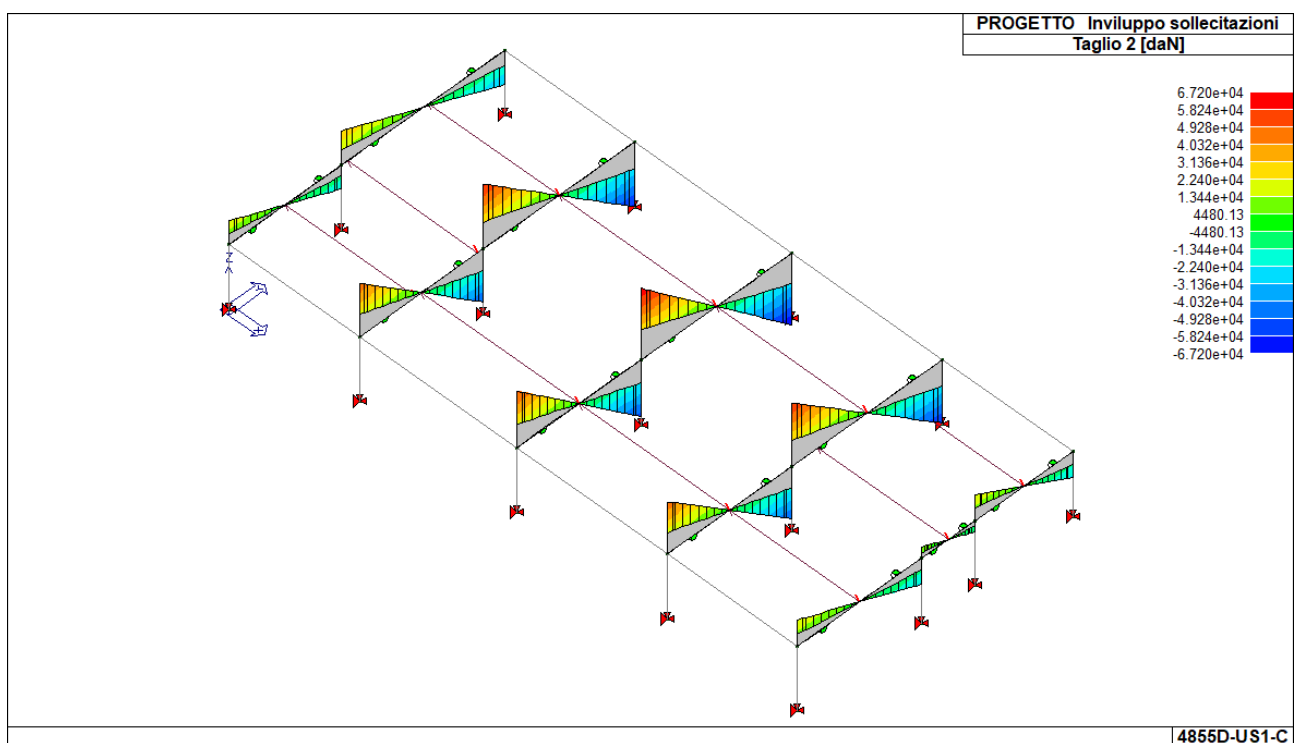 PROGETTO Inviluppo sollecitazioni
Taglio 2 [daN]
6.720e+04
5.824e+04
4.928e+04
4.032e+04
3.136e+04
2.240e+04
1.344e+04
4480.13
-4480.13
-1.344e+04
-2.240e+04
-3.136e+04
-4.032e+04
-4.928e+04
-5.824e+04
-6.720e+04
Z
4855D-US1-C